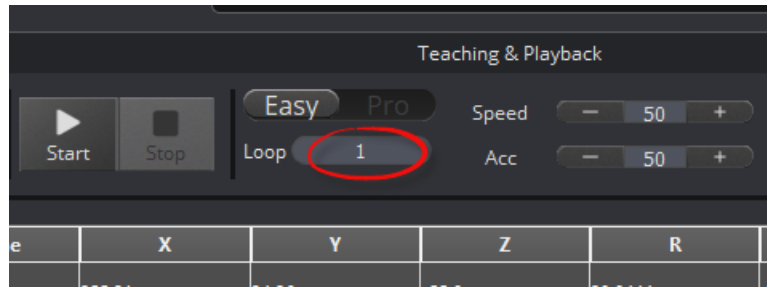 Teaching & Playback
Easy Pro
Speed - 50 +
Start Stop
Loop 1
Acc - 50 +
e X Y Z R